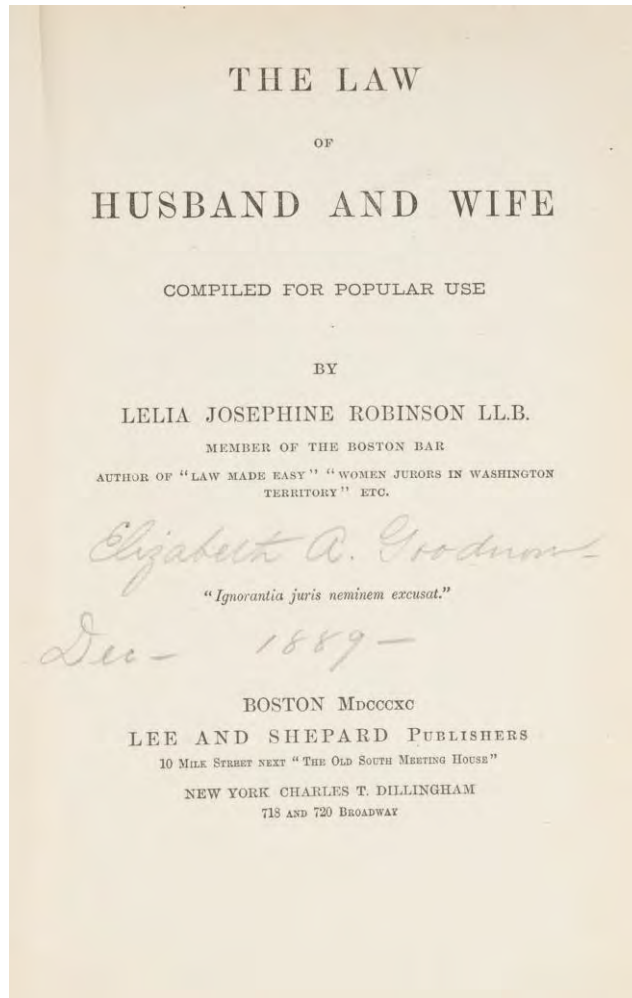 THE LAW
OF
HUSBAND AND WIFE
COMPILED FOR POPULAR USE
BY
LELIA JOSEPHINE ROBINSON LL.B.
MEMBER OF THE BOSTON BAR
AUTHOR OF "LAW MADE EASY" "WOMEN JURORS IN WASHINGTON
TERRITORY" ETC.
Elizabeth A. Goodnow–
"Ignorantia juris neminem excusat."
Dec– 1889–
BOSTON MDCCCXC
LEE AND SHEPARD PUBLISHERS
10 MILK STREET NEXT "THE OLD SOUTH MEETING HOUSE"
NEW YORK CHARLES T. DILLINGHAM
718 AND 720 BROADWAY